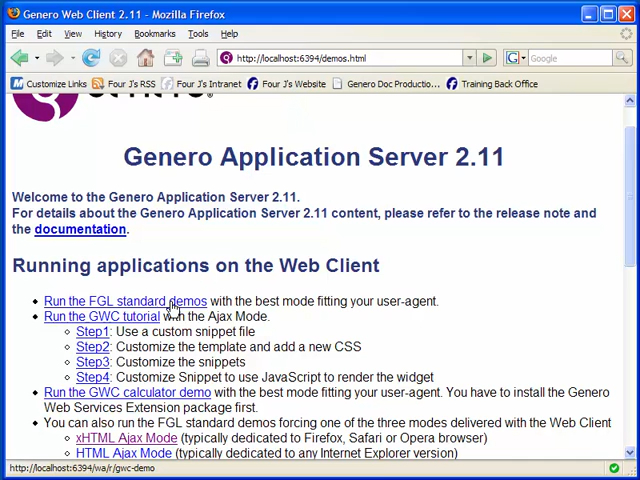 Genero Web Client 2.11 - Mozilla Firefox
File Edit View History Bookmarks Tools Help
http://localhost:6394/demos.html
Google
Customize Links Four J's RSS Four J's Intranet Four J's Website Genero Doc Productio... Training Back Office
Genero Application Server 2.11
Welcome to the Genero Application Server 2.11.
For details about the Genero Application Server 2.11 content, please refer to the release note and
the documentation.
Running applications on the Web Client
Run the FGL standard demos with the best mode fitting your user-agent.
Run the GWC tutorial with the Ajax Mode.
Step1: Use a custom snippet file
Step2: Customize the template and add a new CSS
Step3: Customize the snippets
Step4: Customize Snippet to use JavaScript to render the widget
Run the GWC calculator demo with the best mode fitting your user-agent. You have to install the Genero
Web Services Extension package first.
You can also run the FGL standard demos forcing one of the three modes delivered with the Web Client
xHTML Ajax Mode (typically dedicated to Firefox, Safari or Opera browser)
HTML Ajax Mode (typically dedicated to any Internet Explorer version)
http://localhost:6394/wa/r/gwc-demo